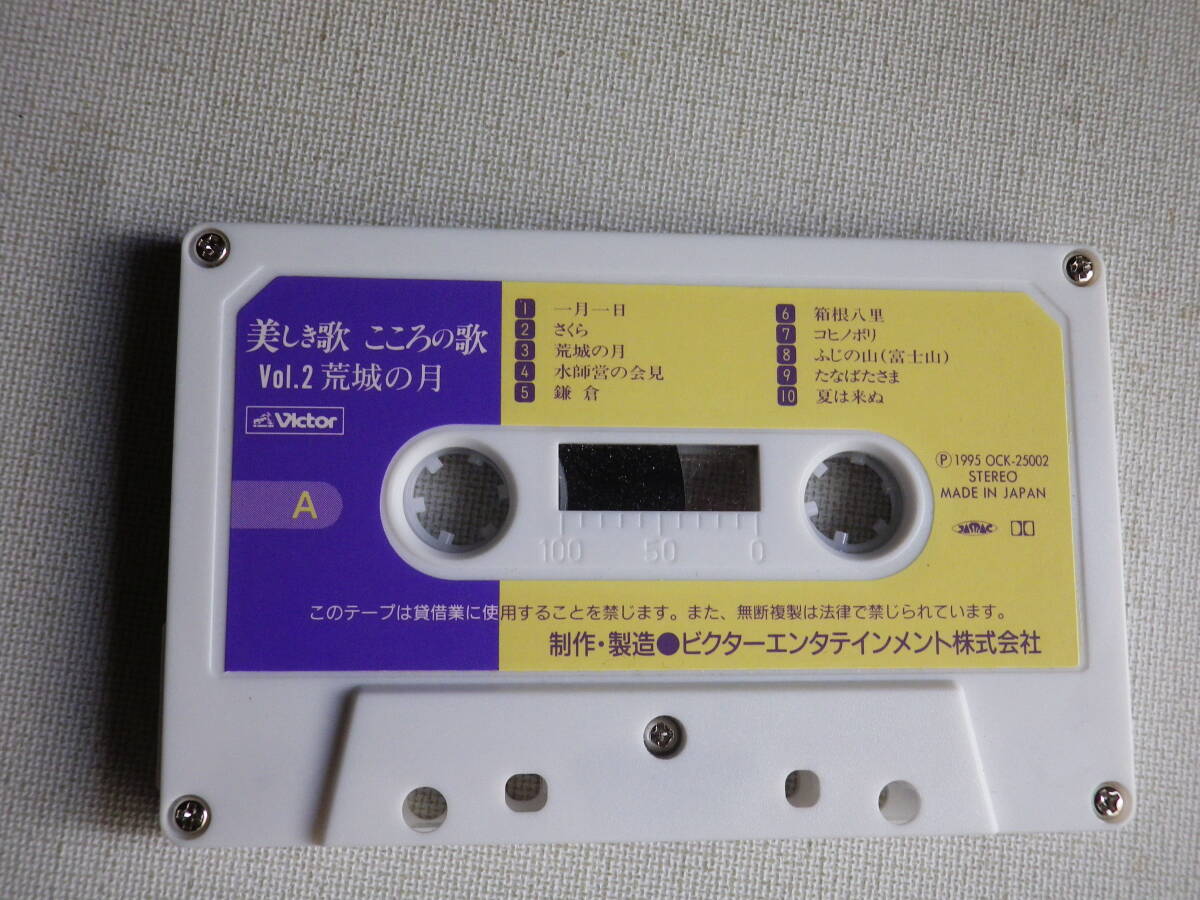 美しき歌 こころの歌
Vol.2 荒城の月
Victor
A
1 一月一日
2 さくら
3 荒城の月
4 水師営の会見
5 鎌倉
6 箱根八里
7 コヒノボリ
8 ふじの山(富士山)
9 たなばたさま
10 夏は来ぬ
Ⓟ1995 OCK-25002
STEREO
MADE IN JAPAN
JASRAC
100 50 0
このテープは貸借業に使用することを禁じます。また、無断複製は法律で禁じられています。
制作・製造●ビクターエンタテインメント株式会社